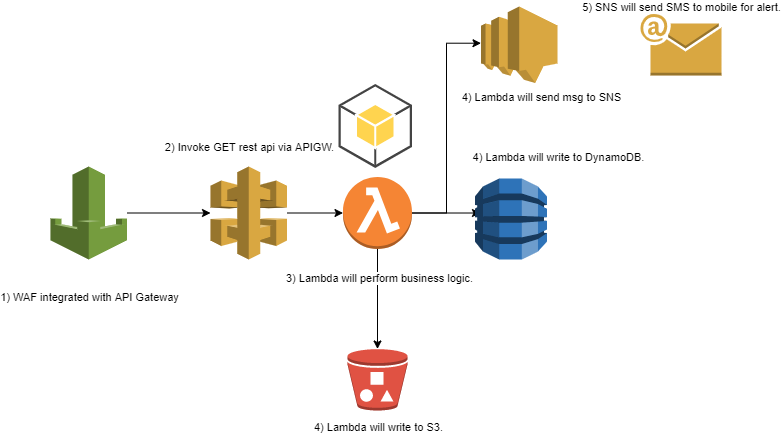 5) SNS will send SMS to mobile for alert.
@
4) Lambda will send msg to SNS
2) Invoke GET rest api via APIGW.
4) Lambda will write to DynamoDB.
λ
3) Lambda will perform business logic.
1) WAF integrated with API Gateway
4) Lambda will write to S3.